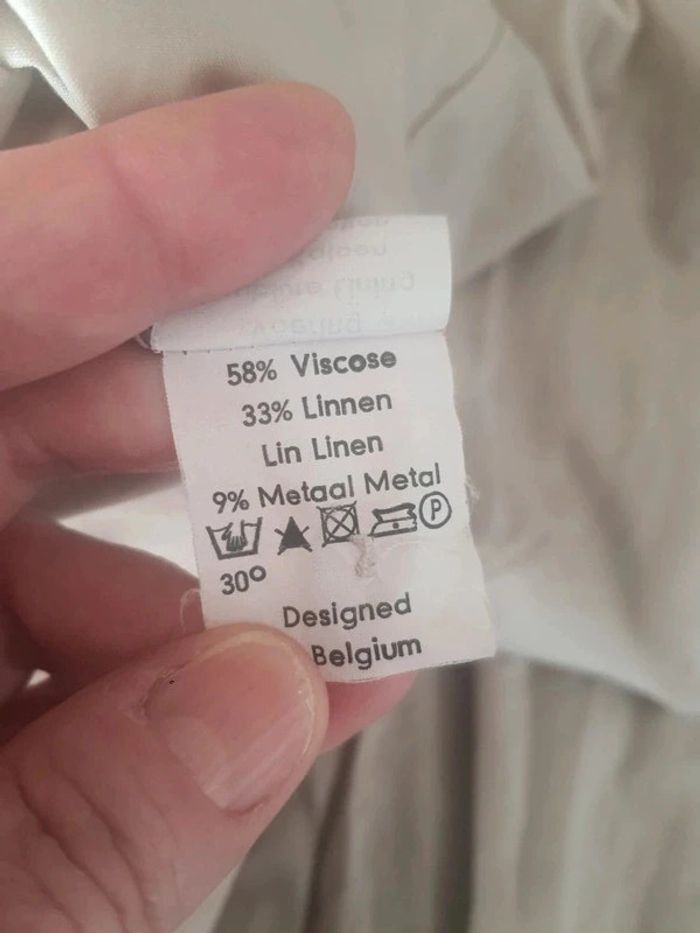 58% Viscose
33% Linnen
Lin Linen
9% Metaal Metal
P
30°
Designed
Belgium